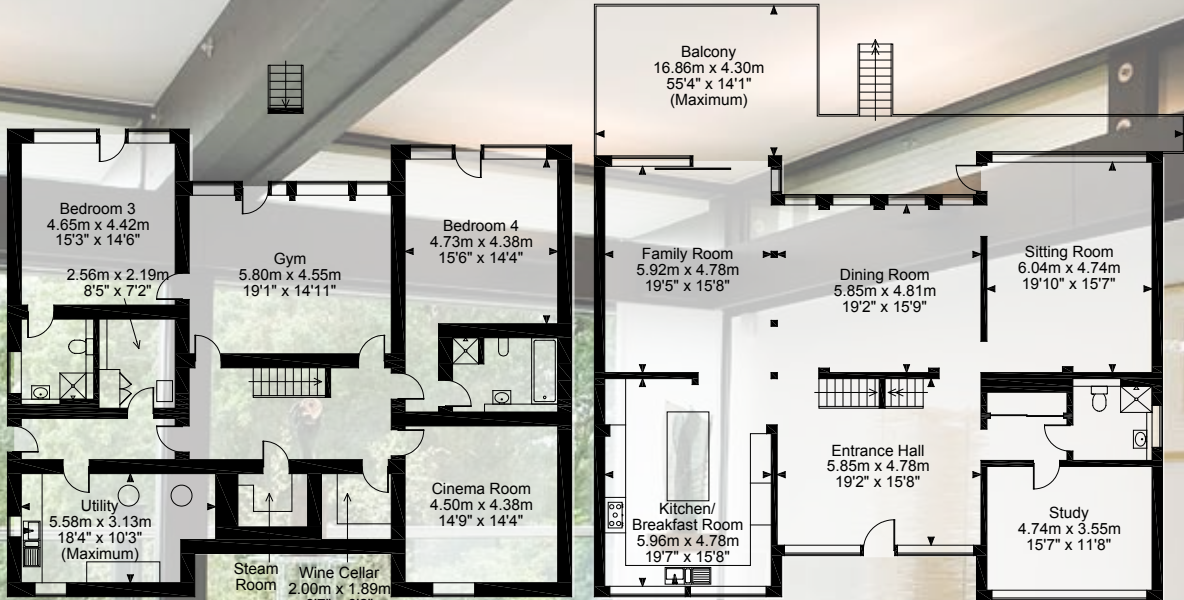 Balcony
16.86m x 4.30m
55'4" x 14'1"
(Maximum)
Bedroom 3
4.65m x 4.42m
15'3" x 14'6"
2.56m x 2.19m
8'5" x 7'2"
Gym
5.80m x 4.55m
19'1" x 14'11"
Bedroom 4
4.73m x 4.38m
15'6" x 14'4"
Utility
5.58m x 3.13m
18'4" x 10'3"
(Maximum)
Steam
Room
Wine Cellar
2.00m x 1.89m
Cinema Room
4.50m x 4.38m
14'9" x 14'4"
Family Room
5.92m x 4.78m
19'5" x 15'8"
Dining Room
5.85m x 4.81m
19'2" x 15'9"
Sitting Room
6.04m x 4.74m
19'10" x 15'7"
Kitchen/
Breakfast Room
5.96m x 4.78m
19'7" x 15'8"
Entrance Hall
5.85m x 4.78m
19'2" x 15'8"
Study
4.74m x 3.55m
15'7" x 11'8"